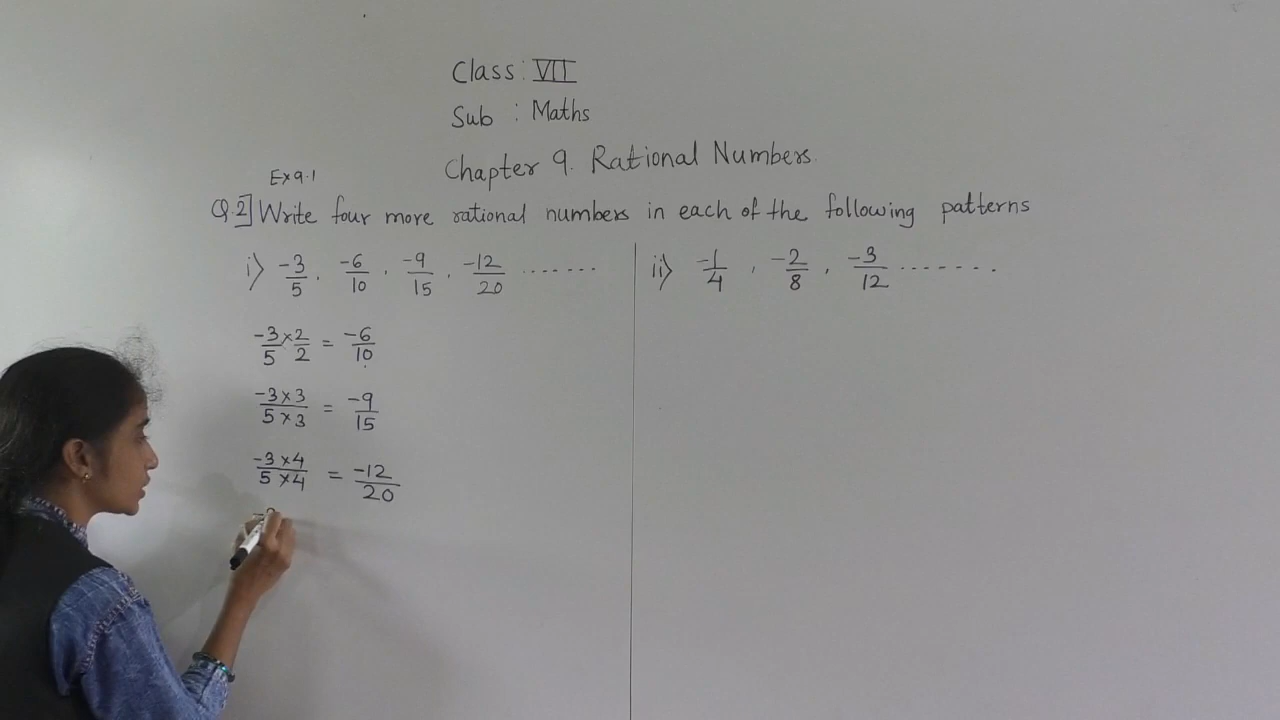 Class : VII
Sub : Maths
Chapter 9. Rational Numbers.
Ex 9.1
Q.2] Write four more rational numbers in each of the following patterns
i) -3/5, -6/10, -9/15, -12/20 .......
-3/5 × 2/2 = -6/10
-3×3/5×3 = -9/15
-3×4/5×4 = -12/20
ii) -1/4, -2/8, -3/12 ........